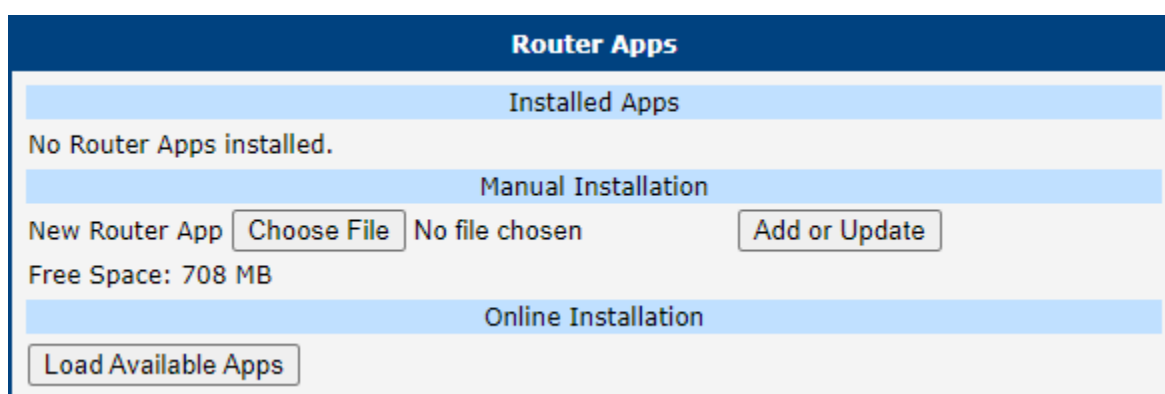 Router Apps
Installed Apps
No Router Apps installed.
Manual Installation
New Router App Choose File No file chosen Add or Update
Free Space: 708 MB
Online Installation
Load Available Apps